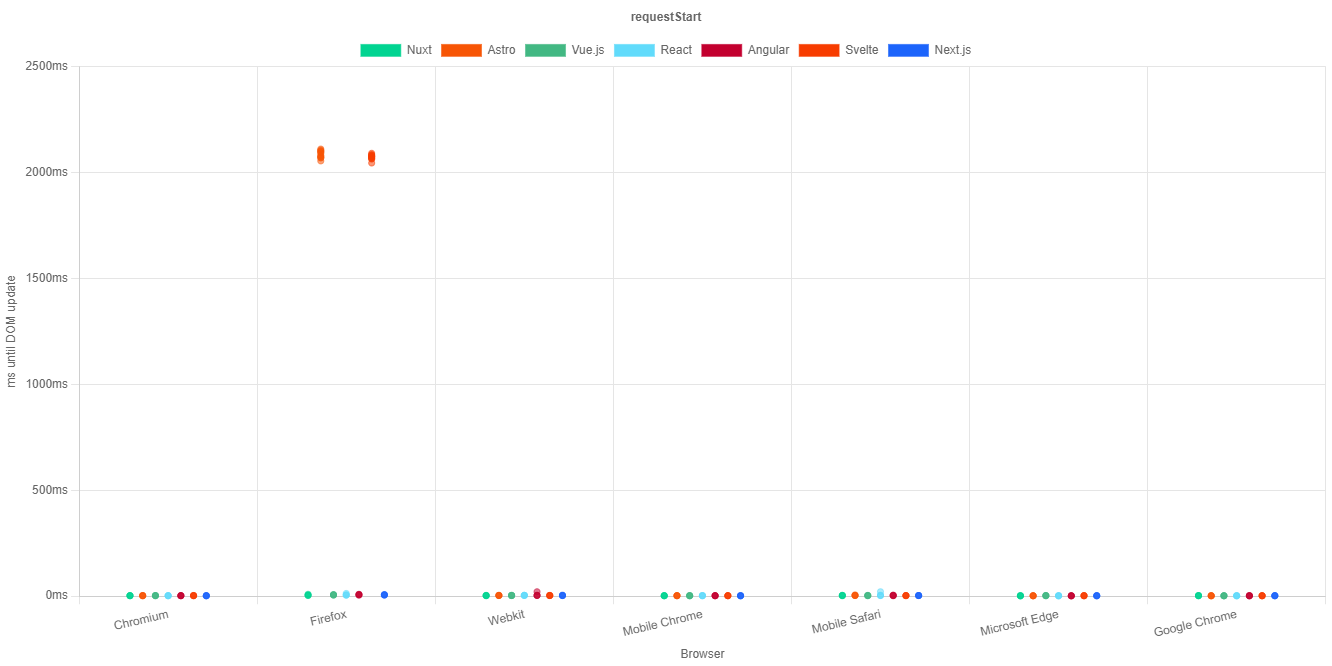 requestStart
Nuxt Astro Vue.js React Angular Svelte Next.js
2500ms
2000ms
1500ms
1000ms
500ms
0ms
ms until DOM update
Chromium Firefox Webkit Mobile Chrome Mobile Safari Microsoft Edge Google Chrome
Browser